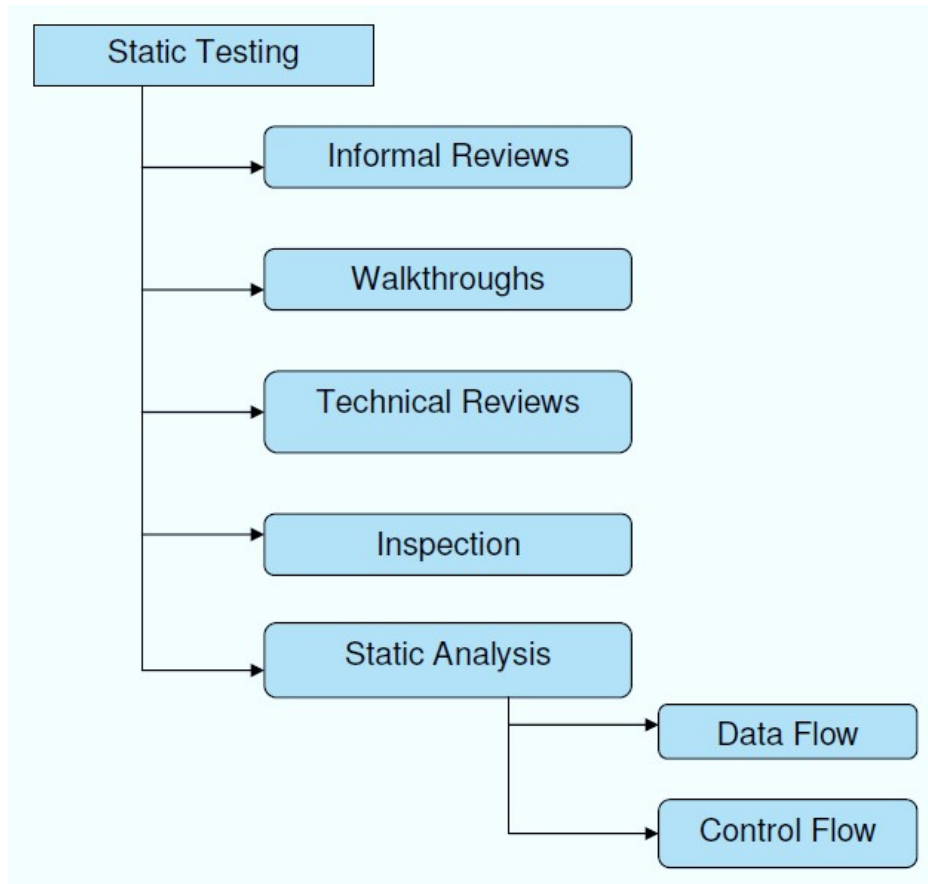 Static Testing
Informal Reviews
Walkthroughs
Technical Reviews
Inspection
Static Analysis
Data Flow
Control Flow